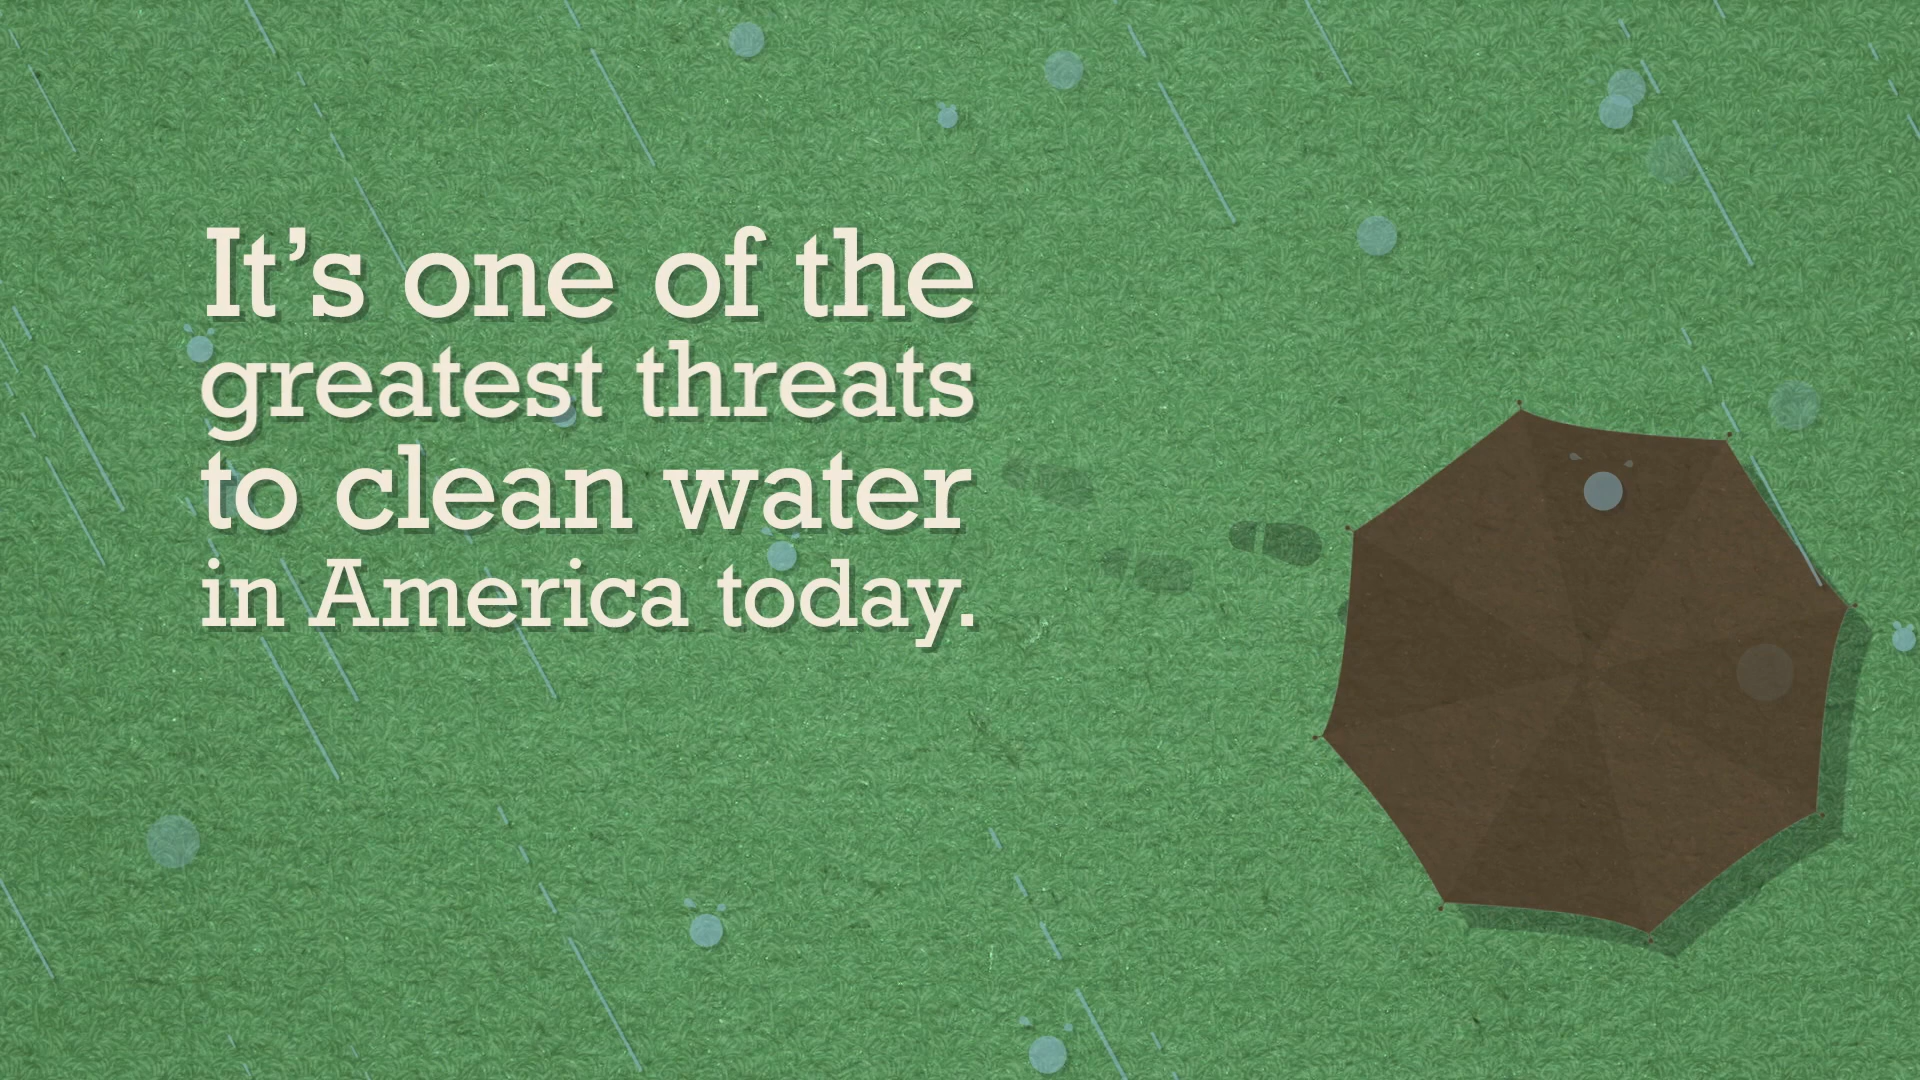 It’s one of the
greatest threats
to clean water
in America today.